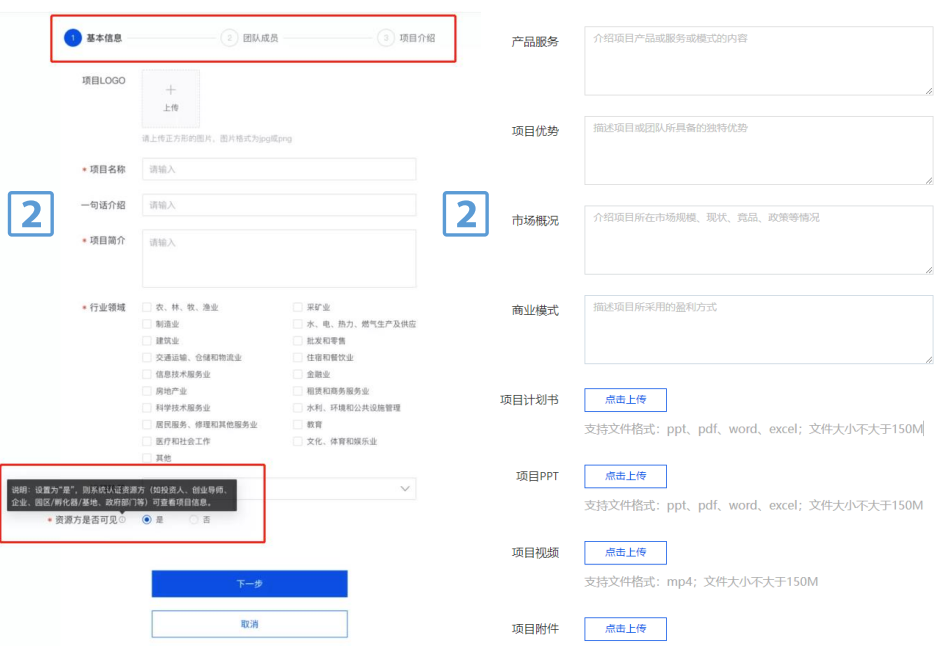 1 基本信息 2 团队成员 3 项目介绍
项目LOGO
+
上传
请上传正方形的图片，图片格式为jpg或png
* 项目名称 请输入
2
一句话介绍 请输入
* 项目简介 请输入
* 行业领域 农、林、牧、渔业 采矿业
制造业 水、电、热力、燃气生产及供应
建筑业 批发和零售
交通运输、仓储和物流业 住宿和餐饮业
信息技术服务业 金融业
房地产业 租赁和商务服务业
科学技术服务业 水利、环境和公共设施管理
居民服务、修理和其他服务业 教育
医疗和社会工作 文化、体育和娱乐业
其他
说明：设置为“是”，则系统认证资源方（如投资人、创业导师、
企业、园区/孵化器/基地、政府部门等）可查看项目信息。
* 资源方是否可见 是 否
下一步
取消
产品服务 介绍项目产品或服务或模式的内容
项目优势 描述项目或团队所具备的独特优势
2
市场概况 介绍项目所在市场规模、现状、竞品、政策等情况
商业模式 描述项目所采用的盈利方式
项目计划书 点击上传
支持文件格式：ppt、pdf、word、excel；文件大小不大于150M
项目PPT 点击上传
支持文件格式：ppt、pdf、word、excel；文件大小不大于150M
项目视频 点击上传
支持文件格式：mp4；文件大小不大于150M
项目附件 点击上传